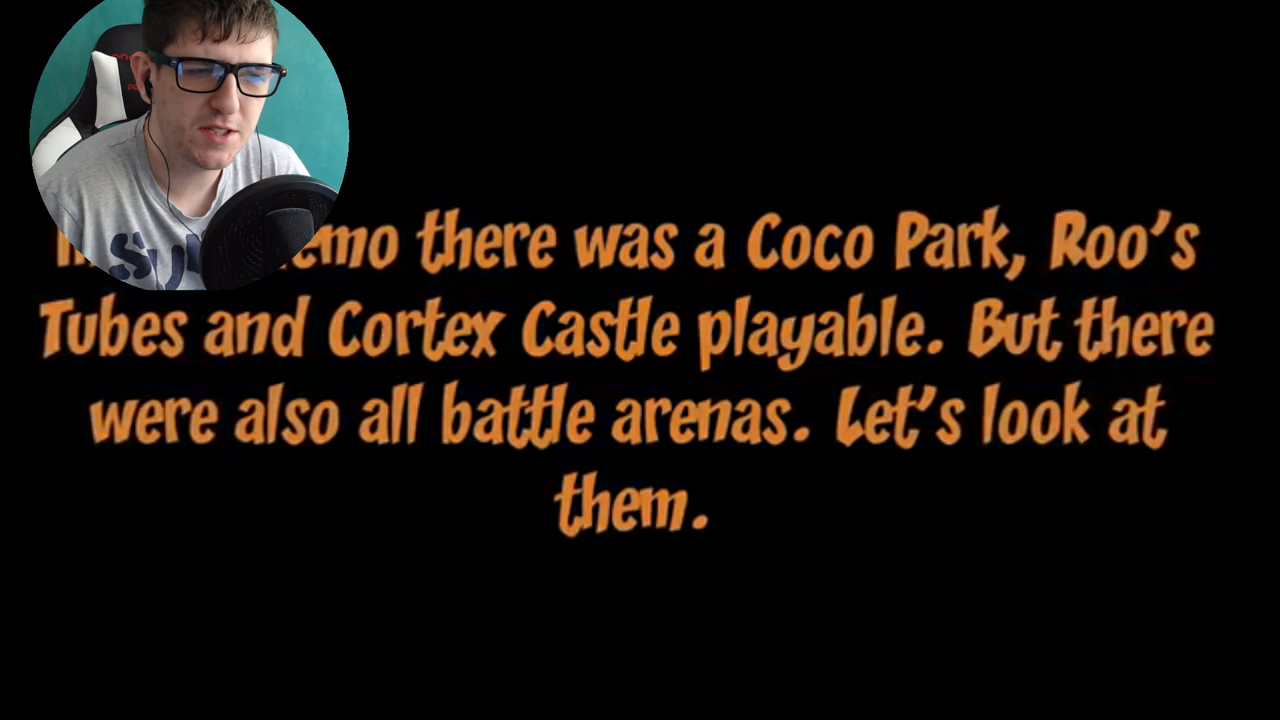 there was a Coco Park, Roo's
Tubes and Cortex Castle playable. But there
were also all battle arenas. Let's look at
them.